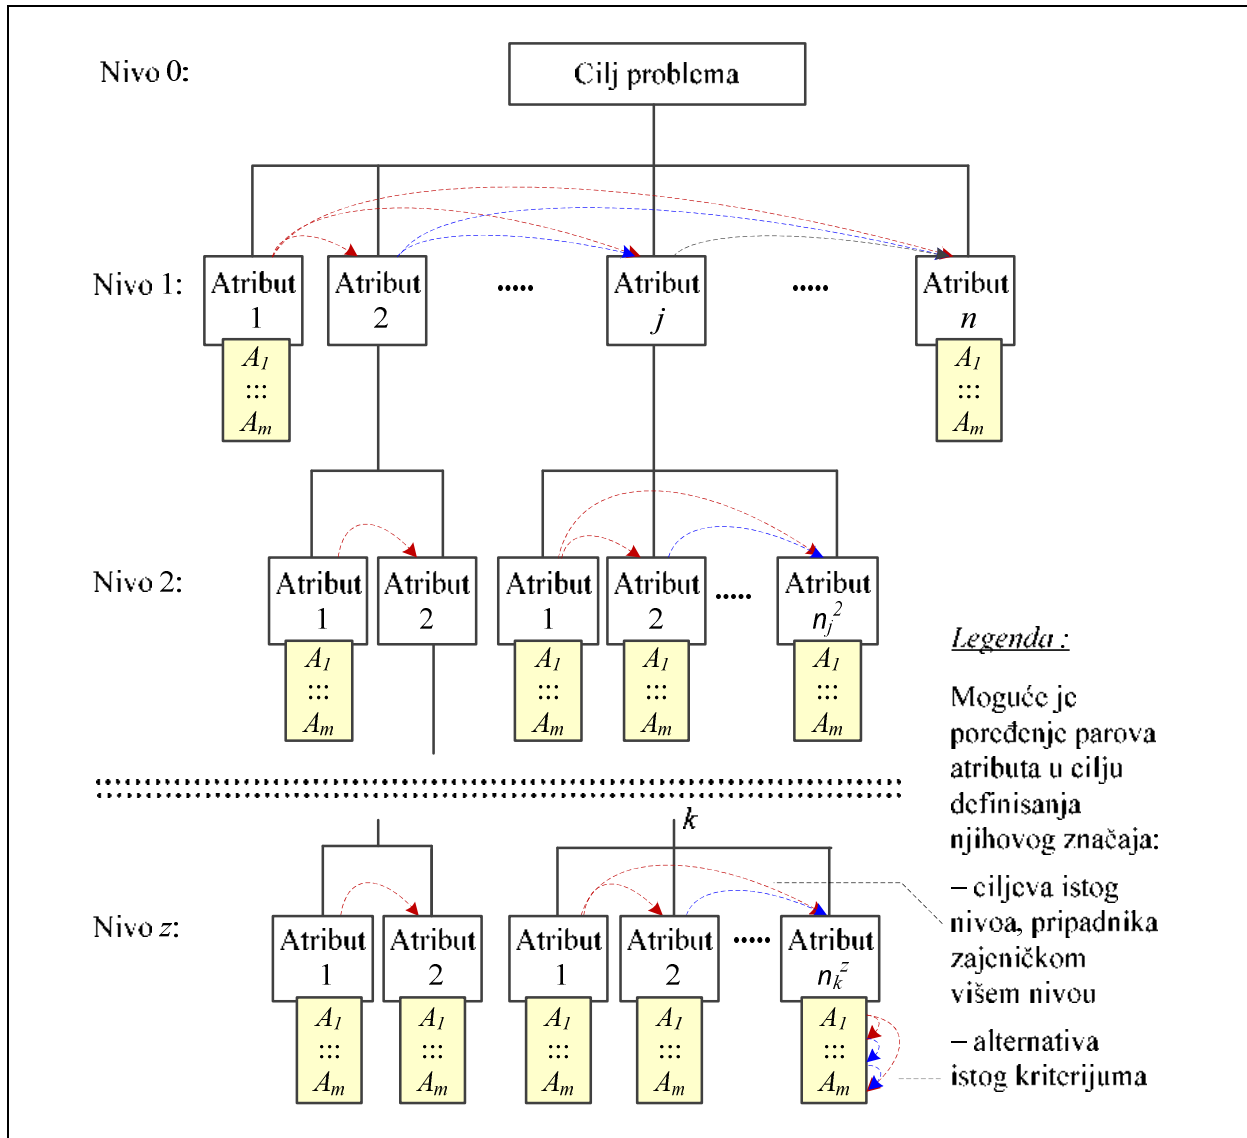 Nivo 0:
Cilj problema
Nivo 1:
Atribut
1
Atribut
2
.....
Atribut
j
.....
Atribut
n
A1
:::
Am
A1
:::
Am
Nivo 2:
Atribut
1
Atribut
2
Atribut
1
Atribut
2
.....
Atribut
nj2
A1
:::
Am
A1
:::
Am
A1
:::
Am
A1
:::
Am
Legenda :
Moguće je
poređenje parova
atributa u cilju
definisanja
njihovog značaja:
– ciljeva istog
nivoa, pripadnika
zajeničkom
višem nivou
– alternativa
istog kriterijuma
k
Nivo z:
Atribut
1
Atribut
2
Atribut
1
Atribut
2
.....
Atribut
nkz
A1
:::
Am
A1
:::
Am
A1
:::
Am
A1
:::
Am
A1
:::
Am